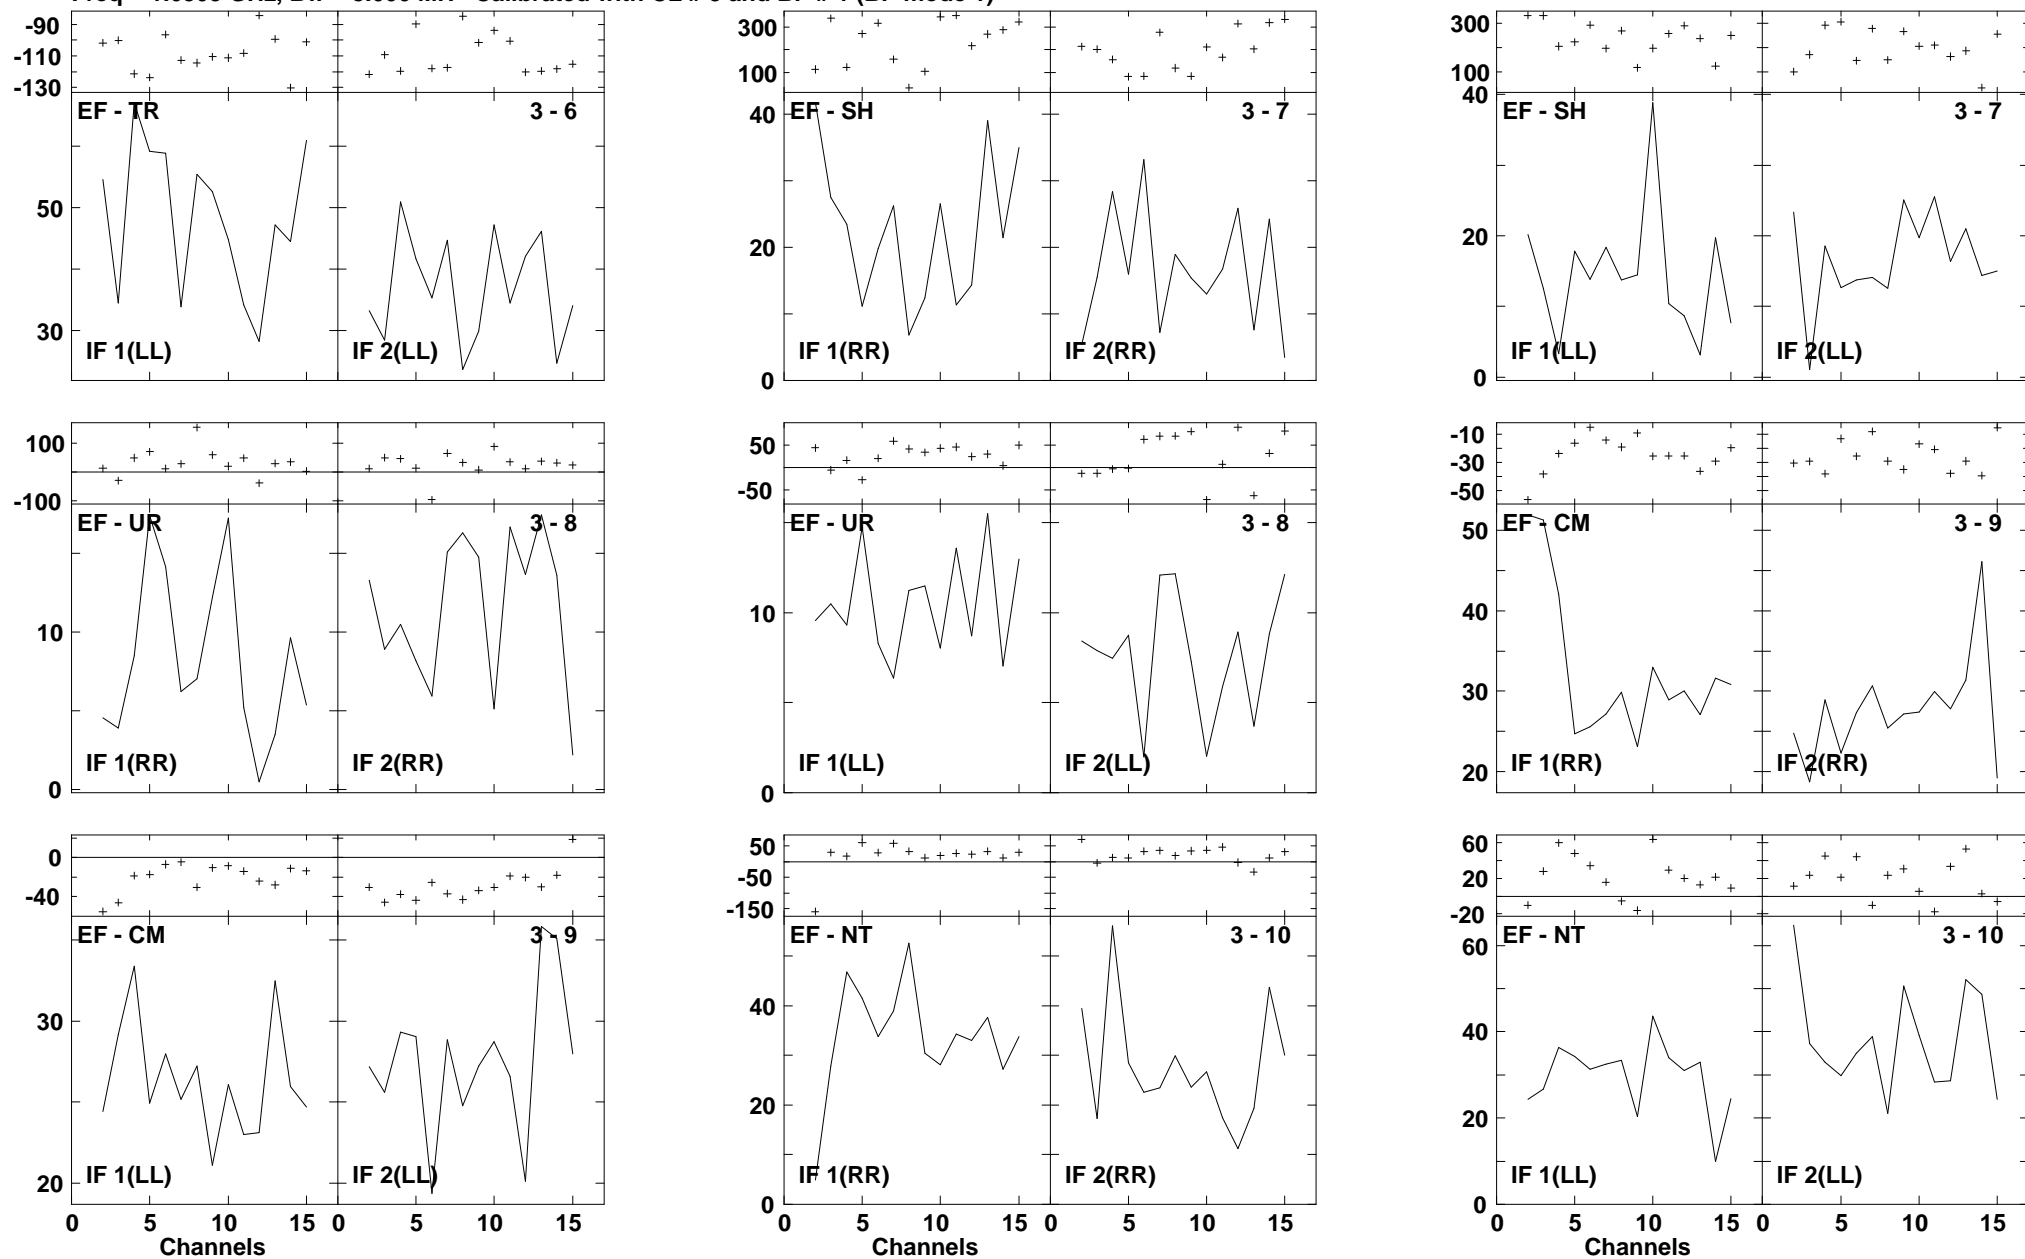 Calibrated with and
-90
-110
-130
300
100
300
100
EF - TR 3 - 6
50
30
IF 1(LL) IF 2(LL)
EF - SH 3 - 7
40
20
0
IF 1(RR) IF 2(RR)
EF - SH 3 - 7
40
20
0
IF 1(LL) IF 2(LL)
100
-100
EF - UR 3 - 8
10
0
IF 1(RR) IF 2(RR)
50
-50
EF - UR 3 - 8
10
0
IF 1(LL) IF 2(LL)
-10
-30
-50
EF - CM 3 - 9
50
40
30
20
IF 1(RR) IF 2(RR)
0
-40
EF - CM 3 - 9
30
20
IF 1(LL) IF 2(LL)
0 5 10 15 0 5 10 15
Channels
50
-50
-150
EF - NT 3 - 10
40
20
0
IF 1(RR) IF 2(RR)
0 5 10 15 0 5 10 15
Channels
60
20
-20
EF - NT 3 - 10
60
40
20
0
IF 1(LL) IF 2(LL)
0 5 10 15 0 5 10 15